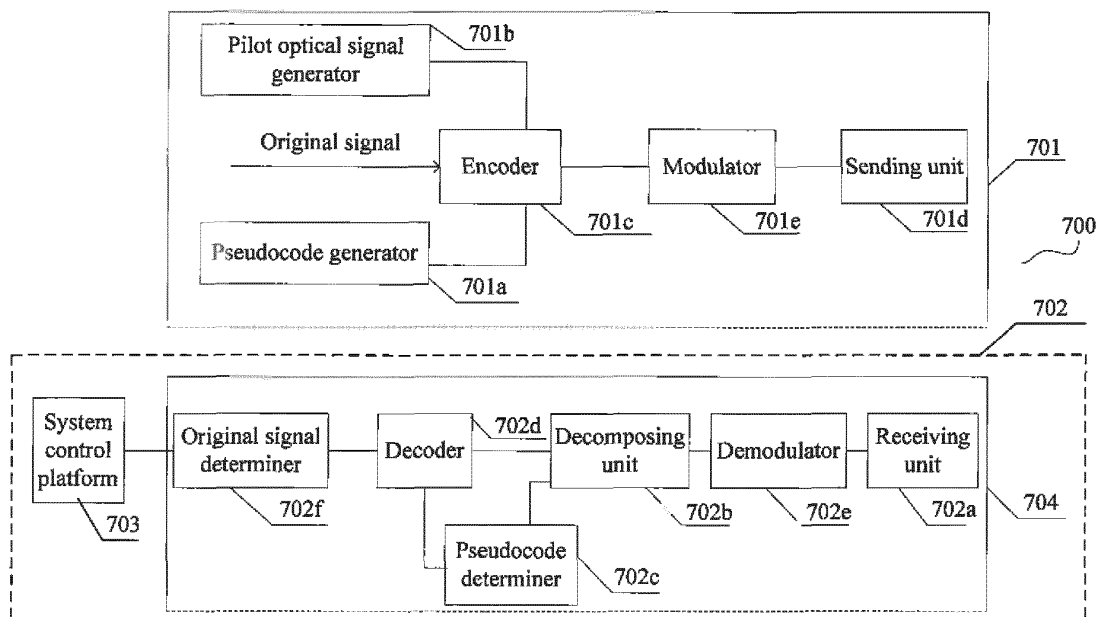 Pilot optical signal
generator
701b
Original signal
Encoder
Modulator
Sending unit
701
701c
701e
701d
700
Pseudocode generator
701a
702
System
control
platform
703
Original signal
determiner
702f
Decoder
702d
Decomposing
unit
702b
Demodulator
702e
Receiving
unit
702a
704
Pseudocode
determiner
702c